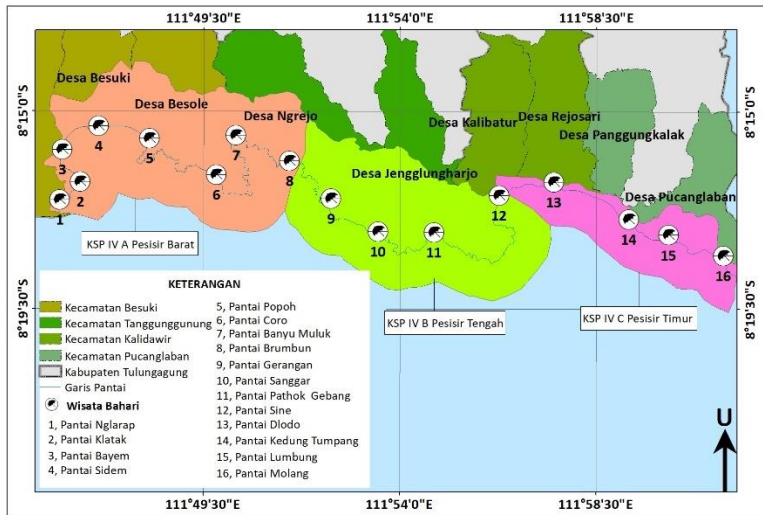 111°49'30"E 111°54'0"E 111°58'30"E
8°15'0"S
8°19'30"S
8°15'0"S
8°19'30"S
Desa Besuki
Desa Besole
Desa Ngrejo
Desa Kalibatur
Desa Rejosari
Desa Panggungkalak
Desa Jengglungharjo
Desa Pucanglaban
1
2
3
4
5
6
7
8
9
10
11
12
13
14
15
16
KSP IV A Pesisir Barat
KSP IV B Pesisir Tengah
KSP IV C Pesisir Timur
KETERANGAN
Kecamatan Besuki
Kecamatan Tanggunggunung
Kecamatan Kalidawir
Kecamatan Pucanglaban
Kabupaten Tulungagung
Garis Pantai
Wisata Bahari
1, Pantai Nglarap
2, Pantai Klatak
3, Pantai Bayem
4, Pantai Sidem
5, Pantai Popoh
6, Pantai Coro
7, Pantai Banyu Muluk
8, Pantai Brumbun
9, Pantai Gerangan
10, Pantai Sanggar
11, Pantai Pathok Gebang
12, Pantai Sine
13, Pantai Dlodo
14, Pantai Kedung Tumpang
15, Pantai Lumbung
16, Pantai Molang
U
111°49'30"E 111°54'0"E 111°58'30"E